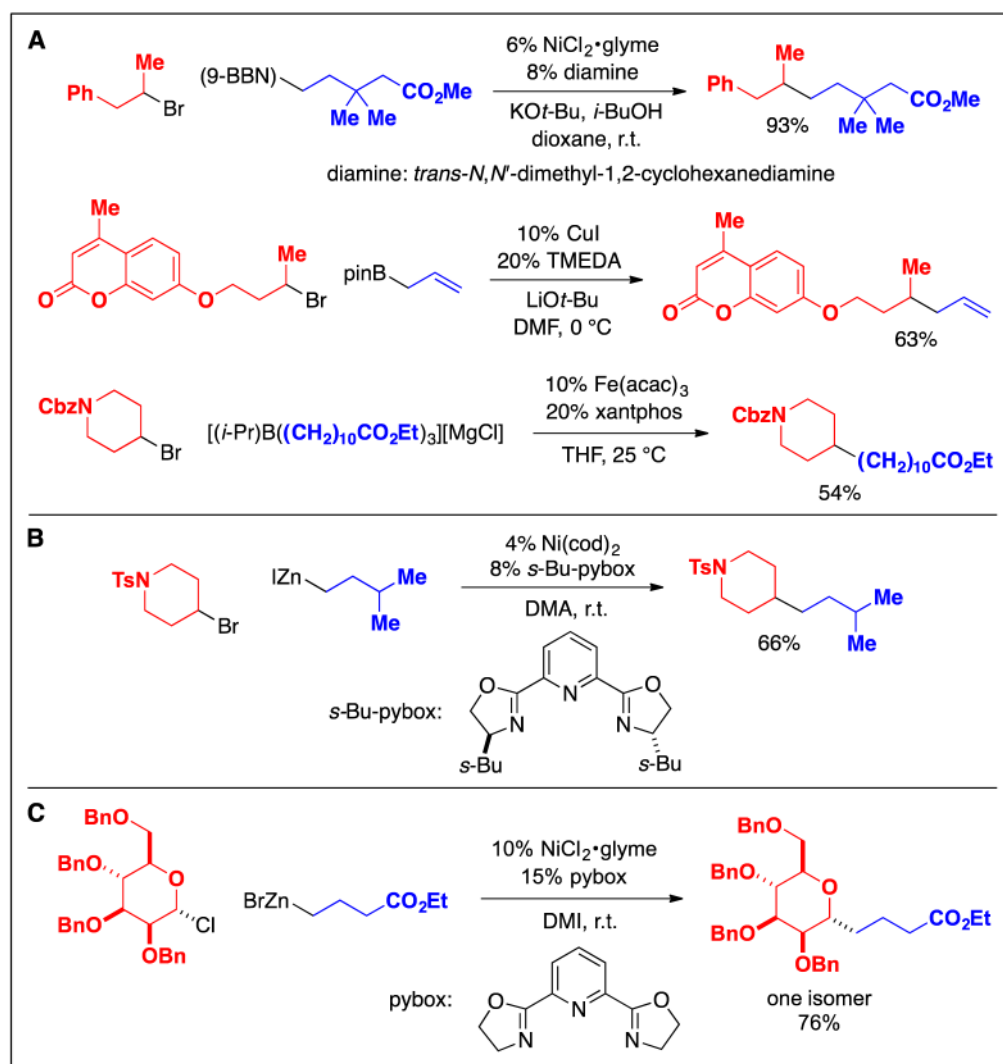 A
Me
Ph
Br
(9-BBN)
Me
Me
CO₂Me
6% NiCl₂•glyme
8% diamine
KOt-Bu, i-BuOH
dioxane, r.t.
Me
Ph
Me
Me
CO₂Me
93%
diamine: trans-N,N'-dimethyl-1,2-cyclohexanediamine
Me
O
O
O
Me
Br
pinB
10% CuI
20% TMEDA
LiOt-Bu
DMF, 0 °C
Me
O
O
O
Me
63%
CbzN
Br
[(i-Pr)B((CH₂)₁₀CO₂Et)₃][MgCl]
10% Fe(acac)₃
20% xantphos
THF, 25 °C
CbzN
(CH₂)₁₀CO₂Et
54%
B
TsN
Br
IZn
Me
Me
4% Ni(cod)₂
8% s-Bu-pybox
DMA, r.t.
TsN
Me
Me
66%
s-Bu-pybox:
O
N
N
O
N
s-Bu
s-Bu
C
BnO
BnO
BnO
O
Cl
OBn
BrZn
CO₂Et
10% NiCl₂•glyme
15% pybox
DMI, r.t.
BnO
BnO
BnO
O
OBn
CO₂Et
one isomer
76%
pybox:
O
N
N
O
N